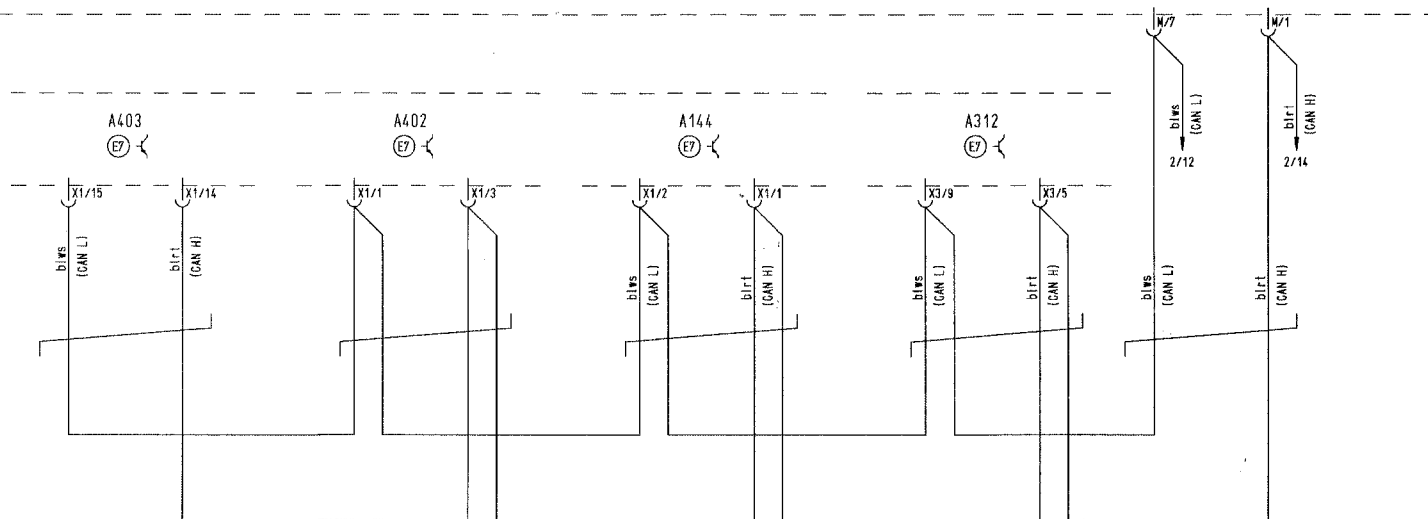 M/7
M/1
blws
(CAN L)
blrt
(CAN H)
2/12
2/14
A403
E7
A402
E7
A144
E7
A312
E7
X1/15
X1/14
X1/1
X1/3
X1/2
X1/1
X3/9
X3/5
blws
(CAN L)
blrt
(CAN H)
blws
(CAN L)
blrt
(CAN H)
blws
(CAN L)
blrt
(CAN H)
blws
(CAN L)
blrt
(CAN H)